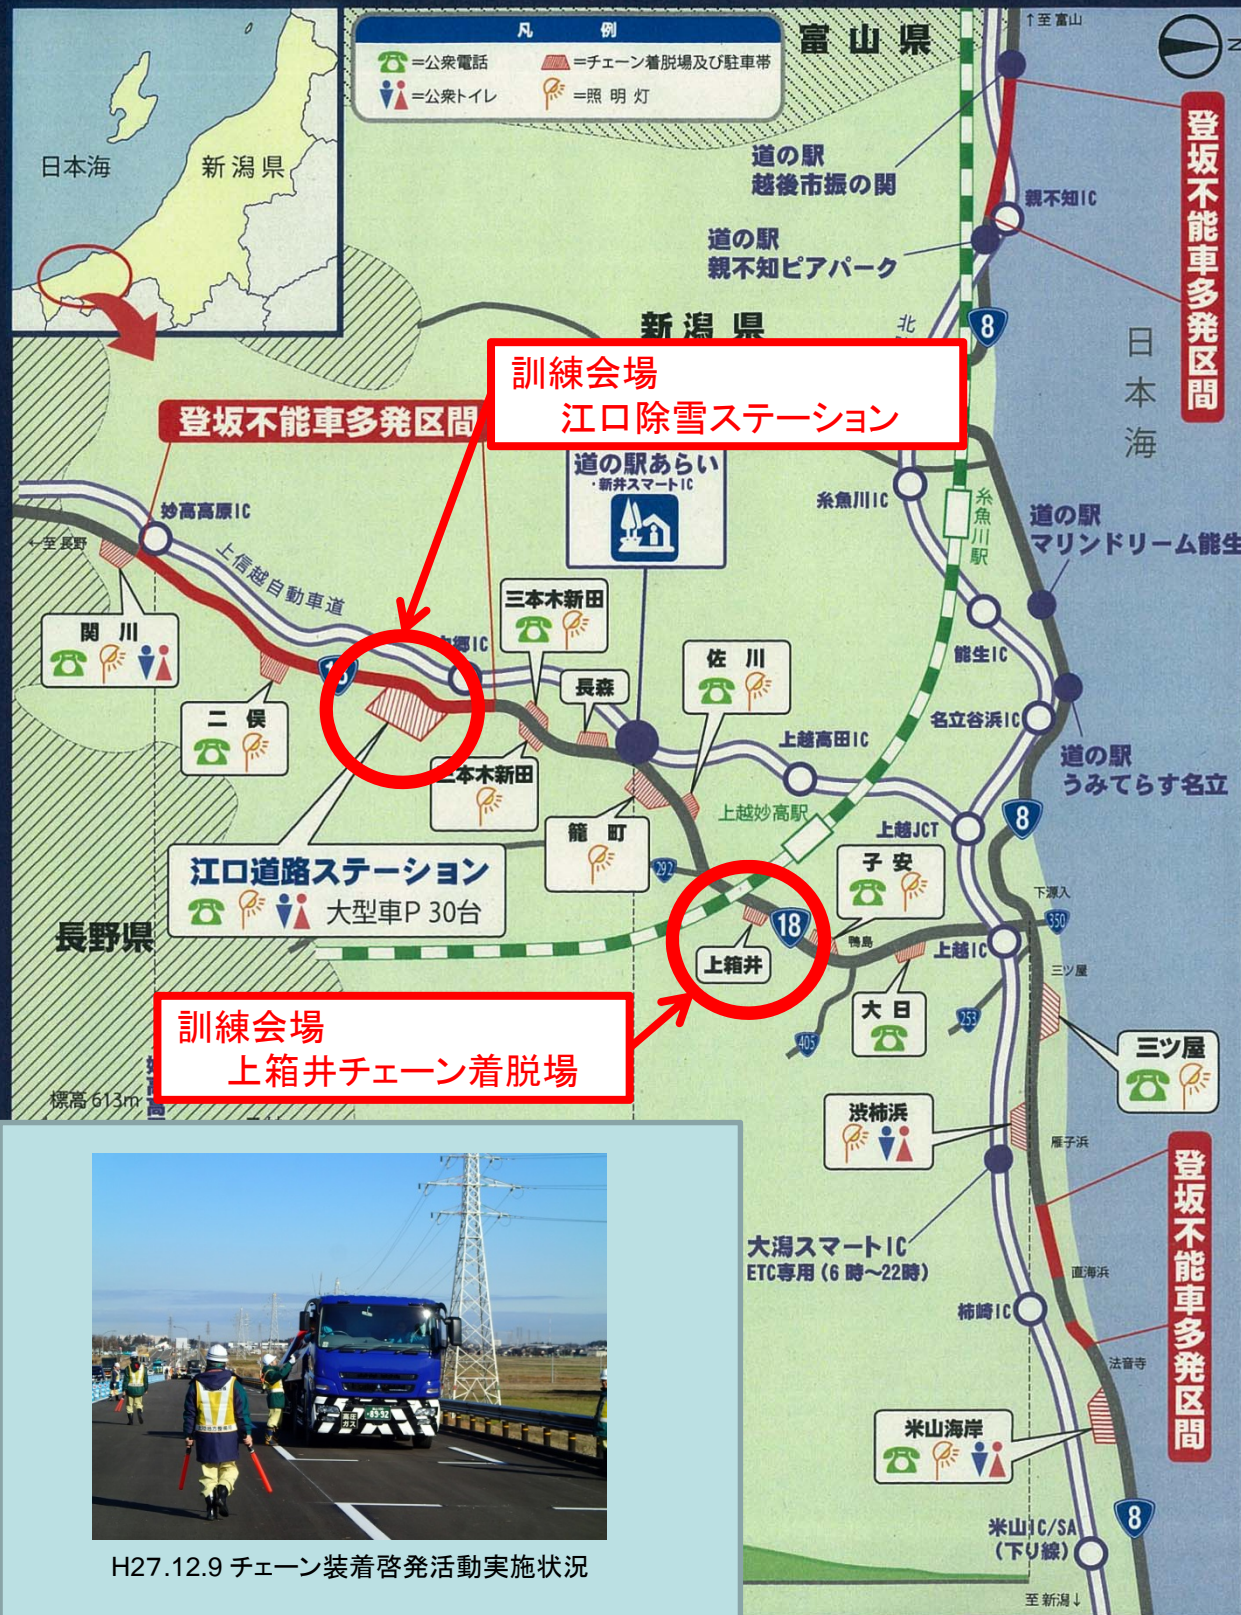 凡 例
=公衆電話
=チェーン着脱場及び駐車帯
=公衆トイレ
=照 明 灯
日本海
新潟県
富山県
↑至 富山
N
登坂不能車多発区間
道の駅
越後市振の関
親不知IC
道の駅
親不知ピアパーク
新潟県
北
8
日本海
訓練会場
江口除雪ステーション
登坂不能車多発区間
道の駅あらい
・新井スマートIC
糸魚川IC
糸魚川駅
道の駅
マリンドリーム能生
妙高高原IC
←至 長野
上信越自動車道
関 川
三本木新田
郷IC
能生IC
二 俣
長森
佐 川
名立谷浜IC
上越高田IC
道の駅
うみてらす名立
三本木新田
籠 町
上越妙高駅
上越JCT
8
江口道路ステーション
大型車P 30台
292
子 安
下源入
350
長野県
18
上箱井
鴨島
上越IC
三ツ屋
大 日
253
405
訓練会場
上箱井チェーン着脱場
三ツ屋
標高 613m
渋柿浜
雁子浜
登坂不能車多発区間
大潟スマートIC
ETC専用 (6 時~22時)
直海浜
柿崎IC
法音寺
米山海岸
米山IC/SA
(下り線)
8
至 新潟↓
高圧
ガス
89-92
H27.12.9 チェーン装着啓発活動実施状況